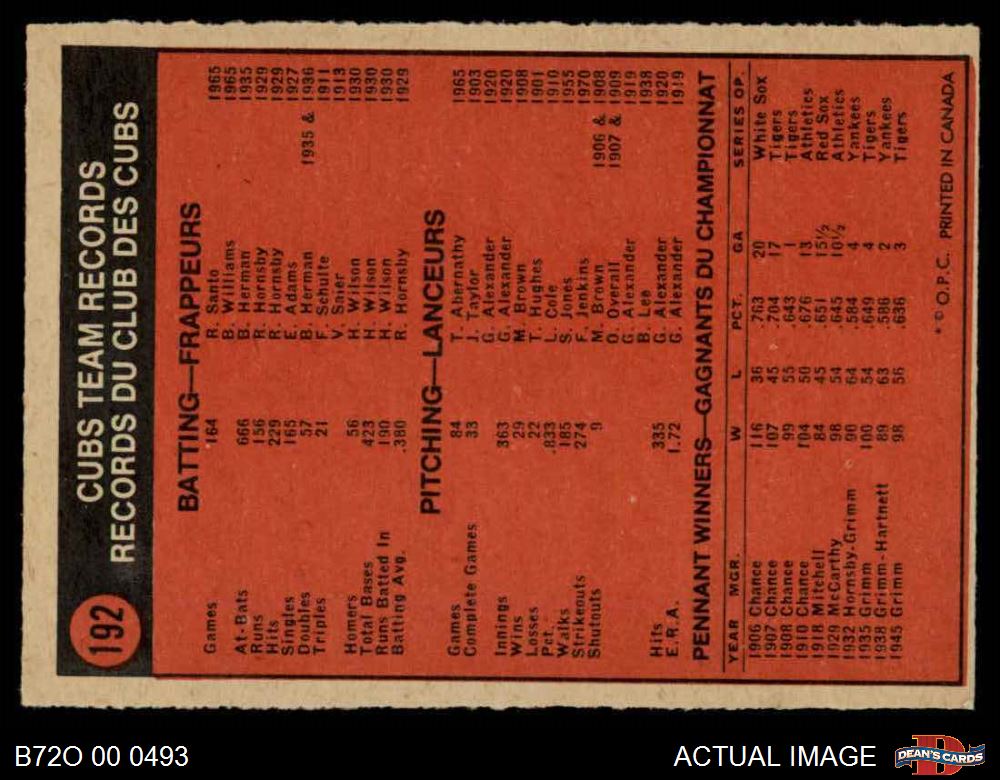 192
CUBS TEAM RECORDS
RECORDS DU CLUB DES CUBS
BATTING—FRAPPEURS
Games 164 R. Santo 1965
B. Williams 1965
At-Bats 666 B. Herman 1935
Runs 156 R. Hornsby 1929
Hits 229 R. Hornsby 1929
Singles 165 E. Adams 1927
Doubles 57 B. Herman 1935 & 1936
Triples 21 F. Schulte 1911
V. Saier 1913
Homers 56 H. Wilson 1930
Total Bases 423 H. Wilson 1930
Runs Batted In 190 H. Wilson 1930
Batting Avg. .380 R. Hornsby 1929
PITCHING—LANCEURS
Games 84 T. Abernathy 1965
Complete Games 33 J. Taylor 1903
G. Alexander 1920
Innings 363 G. Alexander 1920
Wins 29 M. Brown 1908
Losses 22 T. Hughes 1901
Pct. .833 L. Cole 1910
Walks 185 S. Jones 1955
Strikeouts 274 F. Jenkins 1970
Shutouts 9 M. Brown 1906 & 1908
O. Overall 1907 & 1909
G. Alexander 1919
B. Lee 1938
Hits 335 G. Alexander 1920
E.R.A. 1.72 G. Alexander 1919
PENNANT WINNERS—GAGNANTS DU CHAMPIONNAT
YEAR MGR. W L PCT. GA SERIES OP.
1906 Chance 116 36 .763 20 White Sox
1907 Chance 107 45 .704 17 Tigers
1908 Chance 99 55 .643 1 Tigers
1910 Chance 104 50 .676 13 Athletics
1918 Mitchell 84 45 .651 15½ Red Sox
1929 McCarthy 98 54 .645 10½ Athletics
1932 Hornsby-Grimm 90 64 .584 4 Yankees
1935 Grimm 100 54 .649 4 Tigers
1938 Grimm-Hartnett 89 63 .586 2 Yankees
1945 Grimm 98 56 .636 3 Tigers
* © O.P.C. PRINTED IN CANADA
B72O 00 0493
ACTUAL IMAGE
DEAN'S CARDS